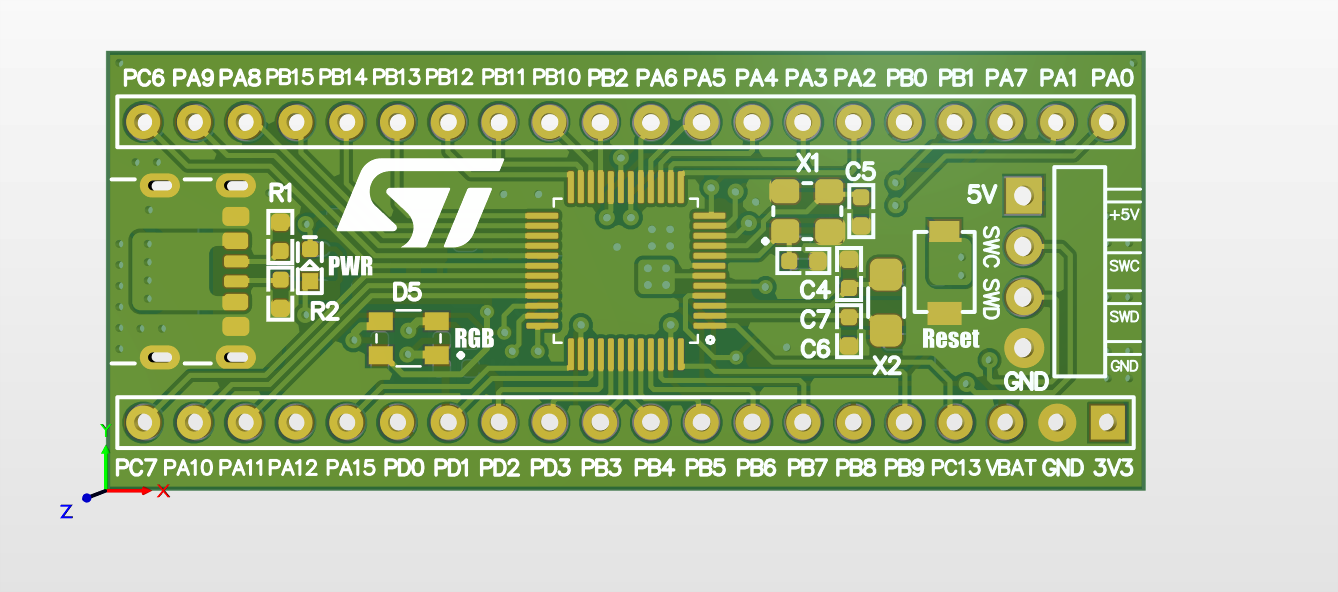 PC6 PA9 PA8 PB15 PB14 PB13 PB12 PB11 PB10 PB2 PA6 PA5 PA4 PA3 PA2 PB0 PB1 PA7 PA1 PA0
X1
C5
R1
5V
+5V
SWC
SWC
PWR
SWD
SWD
D5
C4
R2
C7
RGB
Reset
C6
X2
GND
GND
Y
PC7 PA10 PA11 PA12 PA15 PD0 PD1 PD2 PD3 PB3 PB4 PB5 PB6 PB7 PB8 PB9 PC13 VBAT GND 3V3
X
Z
ST